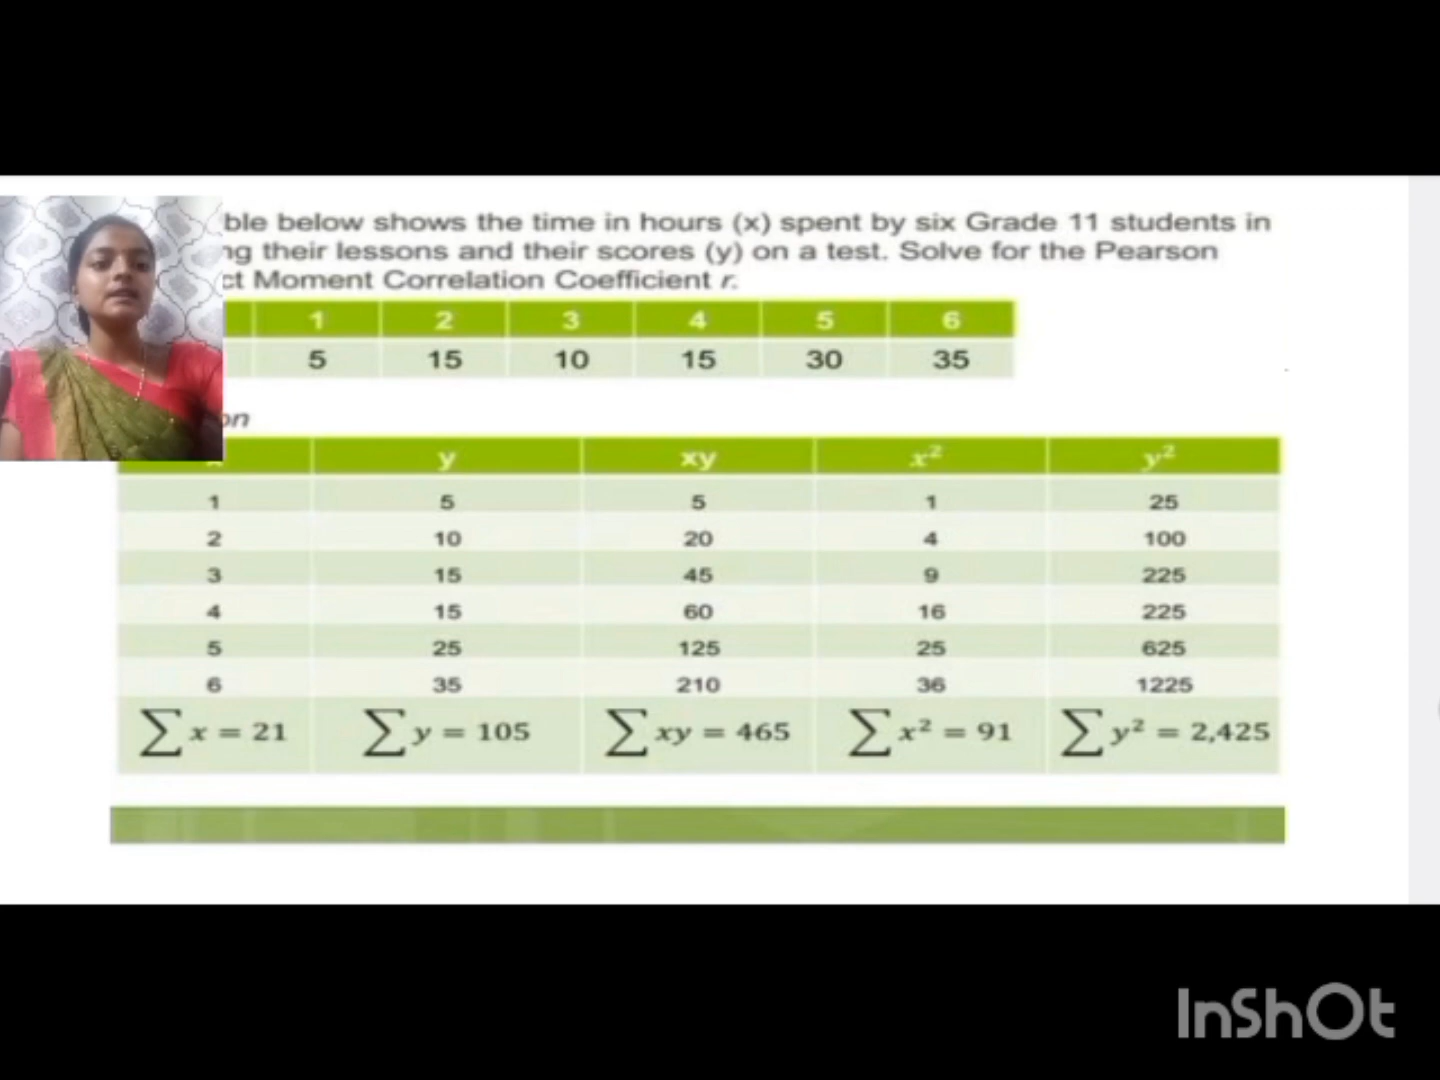 ble below shows the time in hours (x) spent by six Grade 11 students in
ng their lessons and their scores (y) on a test. Solve for the Pearson
ct Moment Correlation Coefficient r.
1 2 3 4 5 6
5 15 10 15 30 35
on
x y xy x² y²
1 5 5 1 25
2 10 20 4 100
3 15 45 9 225
4 15 60 16 225
5 25 125 25 625
6 35 210 36 1225
∑x = 21 ∑y = 105 ∑xy = 465 ∑x² = 91 ∑y² = 2,425
InShOt